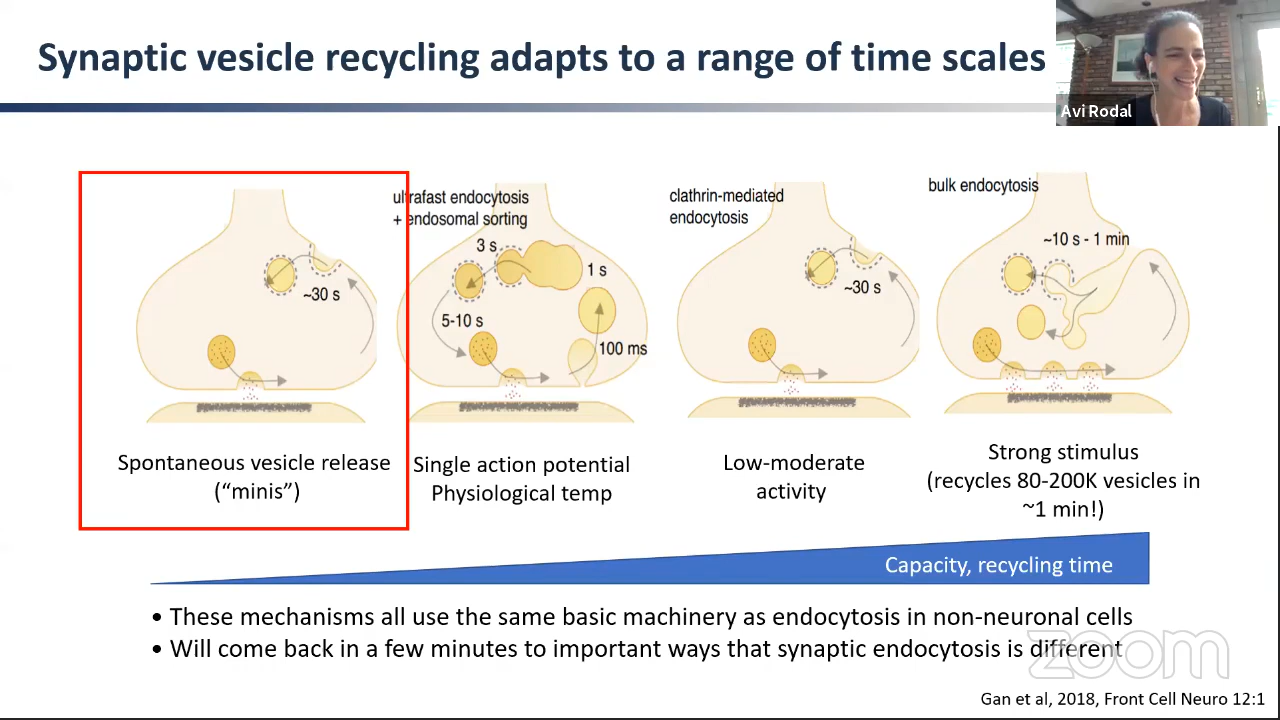 Synaptic vesicle recycling adapts to a range of time scales
Avi Rodal
~30 s
Spontaneous vesicle release
("minis")
ultrafast endocytosis
+ endosomal sorting
3 s
1 s
5-10 s
100 ms
Single action potential
Physiological temp
clathrin-mediated
endocytosis
~30 s
Low-moderate
activity
bulk endocytosis
~10 s - 1 min
Strong stimulus
(recycles 80-200K vesicles in
~1 min!)
Capacity, recycling time
• These mechanisms all use the same basic machinery as endocytosis in non-neuronal cells
• Will come back in a few minutes to important ways that synaptic endocytosis is different
zoom
Gan et al, 2018, Front Cell Neuro 12:1